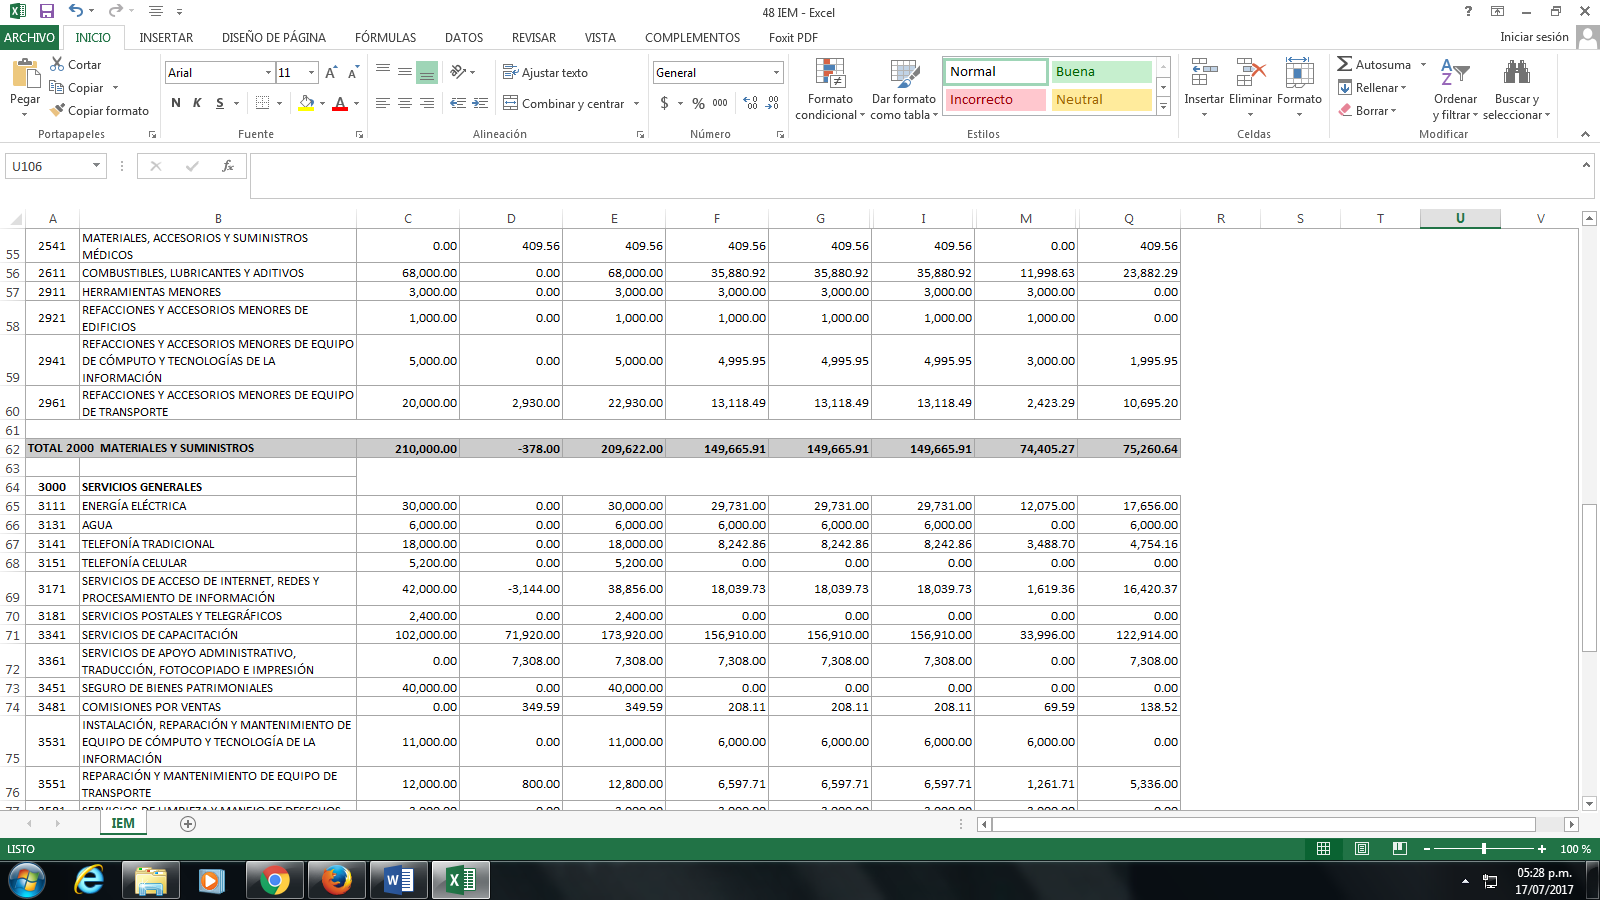 48 IEM - Excel
ARCHIVO INICIO INSERTAR DISEÑO DE PÁGINA FÓRMULAS DATOS REVISAR VISTA COMPLEMENTOS Foxit PDF Iniciar sesión
Pegar Cortar Copiar Copiar formato
Arial 11 N K S
Ajustar texto Combinar y centrar
General $ % 000
Formato condicional Dar formato como tabla
Normal Buena
Incorrecto Neutral
Insertar Eliminar Formato
Autosuma Rellenar Borrar
Ordenar y filtrar Buscar y seleccionar
Portapapeles Fuente Alineación Número Estilos Celdas Modificar
U106 fx
A B C D E F G I M Q R S T U V
55 2541 MATERIALES, ACCESORIOS Y SUMINISTROS MÉDICOS 0.00 409.56 409.56 409.56 409.56 409.56 0.00 409.56
56 2611 COMBUSTIBLES, LUBRICANTES Y ADITIVOS 68,000.00 0.00 68,000.00 35,880.92 35,880.92 35,880.92 11,998.63 23,882.29
57 2911 HERRAMIENTAS MENORES 3,000.00 0.00 3,000.00 3,000.00 3,000.00 3,000.00 3,000.00 0.00
58 2921 REFACCIONES Y ACCESORIOS MENORES DE EDIFICIOS 1,000.00 0.00 1,000.00 1,000.00 1,000.00 1,000.00 1,000.00 0.00
59 2941 REFACCIONES Y ACCESORIOS MENORES DE EQUIPO DE CÓMPUTO Y TECNOLOGÍAS DE LA INFORMACIÓN 5,000.00 0.00 5,000.00 4,995.95 4,995.95 4,995.95 3,000.00 1,995.95
60 2961 REFACCIONES Y ACCESORIOS MENORES DE EQUIPO DE TRANSPORTE 20,000.00 2,930.00 22,930.00 13,118.49 13,118.49 13,118.49 2,423.29 10,695.20
61
62 TOTAL 2000 MATERIALES Y SUMINISTROS 210,000.00 -378.00 209,622.00 149,665.91 149,665.91 149,665.91 74,405.27 75,260.64
63
64 3000 SERVICIOS GENERALES
65 3111 ENERGÍA ELÉCTRICA 30,000.00 0.00 30,000.00 29,731.00 29,731.00 29,731.00 12,075.00 17,656.00
66 3131 AGUA 6,000.00 0.00 6,000.00 6,000.00 6,000.00 6,000.00 0.00 6,000.00
67 3141 TELEFONÍA TRADICIONAL 18,000.00 0.00 18,000.00 8,242.86 8,242.86 8,242.86 3,488.70 4,754.16
68 3151 TELEFONÍA CELULAR 5,200.00 0.00 5,200.00 0.00 0.00 0.00 0.00 0.00
69 3171 SERVICIOS DE ACCESO DE INTERNET, REDES Y PROCESAMIENTO DE INFORMACIÓN 42,000.00 -3,144.00 38,856.00 18,039.73 18,039.73 18,039.73 1,619.36 16,420.37
70 3181 SERVICIOS POSTALES Y TELEGRÁFICOS 2,400.00 0.00 2,400.00 0.00 0.00 0.00 0.00 0.00
71 3341 SERVICIOS DE CAPACITACIÓN 102,000.00 71,920.00 173,920.00 156,910.00 156,910.00 156,910.00 33,996.00 122,914.00
72 3361 SERVICIOS DE APOYO ADMINISTRATIVO, TRADUCCIÓN, FOTOCOPIADO E IMPRESIÓN 0.00 7,308.00 7,308.00 7,308.00 7,308.00 7,308.00 0.00 7,308.00
73 3451 SEGURO DE BIENES PATRIMONIALES 40,000.00 0.00 40,000.00 0.00 0.00 0.00 0.00 0.00
74 3481 COMISIONES POR VENTAS 0.00 349.59 349.59 208.11 208.11 208.11 69.59 138.52
75 3531 INSTALACIÓN, REPARACIÓN Y MANTENIMIENTO DE EQUIPO DE CÓMPUTO Y TECNOLOGÍA DE LA INFORMACIÓN 11,000.00 0.00 11,000.00 6,000.00 6,000.00 6,000.00 6,000.00 0.00
76 3551 REPARACIÓN Y MANTENIMIENTO DE EQUIPO DE TRANSPORTE 12,000.00 800.00 12,800.00 6,597.71 6,597.71 6,597.71 1,261.71 5,336.00
IEM
LISTO 100 %
05:28 p.m.
17/07/2017